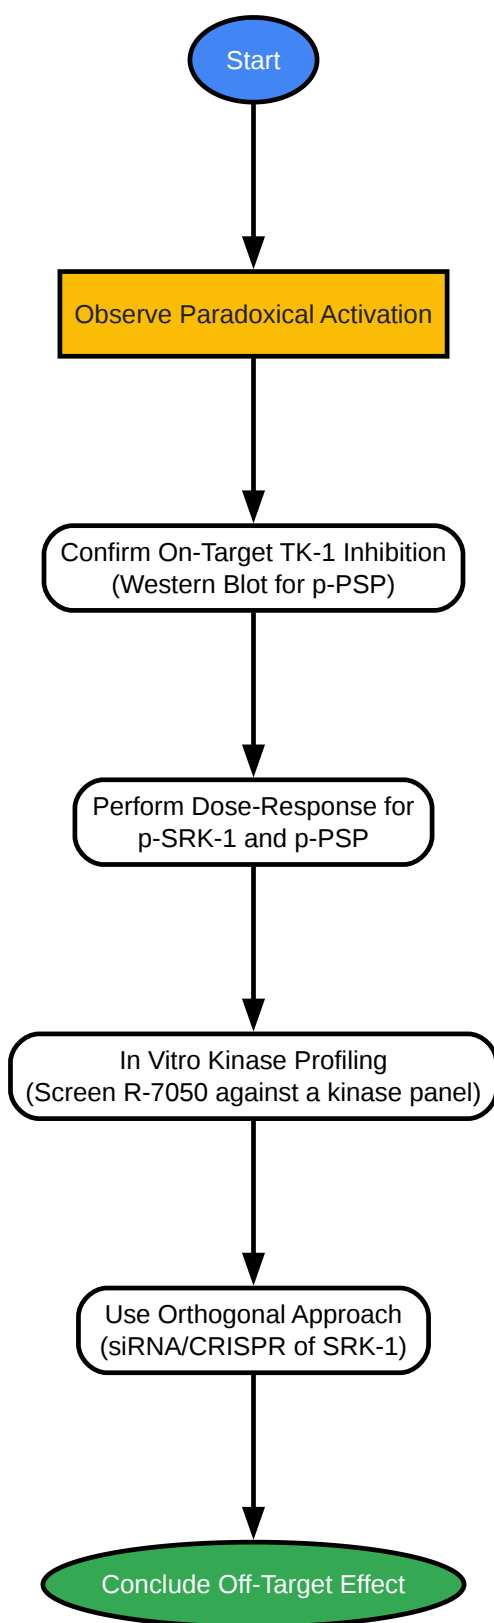 Start
Observe Paradoxical Activation
Confirm On-Target TK-1 Inhibition
(Western Blot for p-PSP)
Perform Dose-Response for
p-SRK-1 and p-PSP
In Vitro Kinase Profiling
(Screen R-7050 against a kinase panel)
Use Orthogonal Approach
(siRNA/CRISPR of SRK-1)
Conclude Off-Target Effect